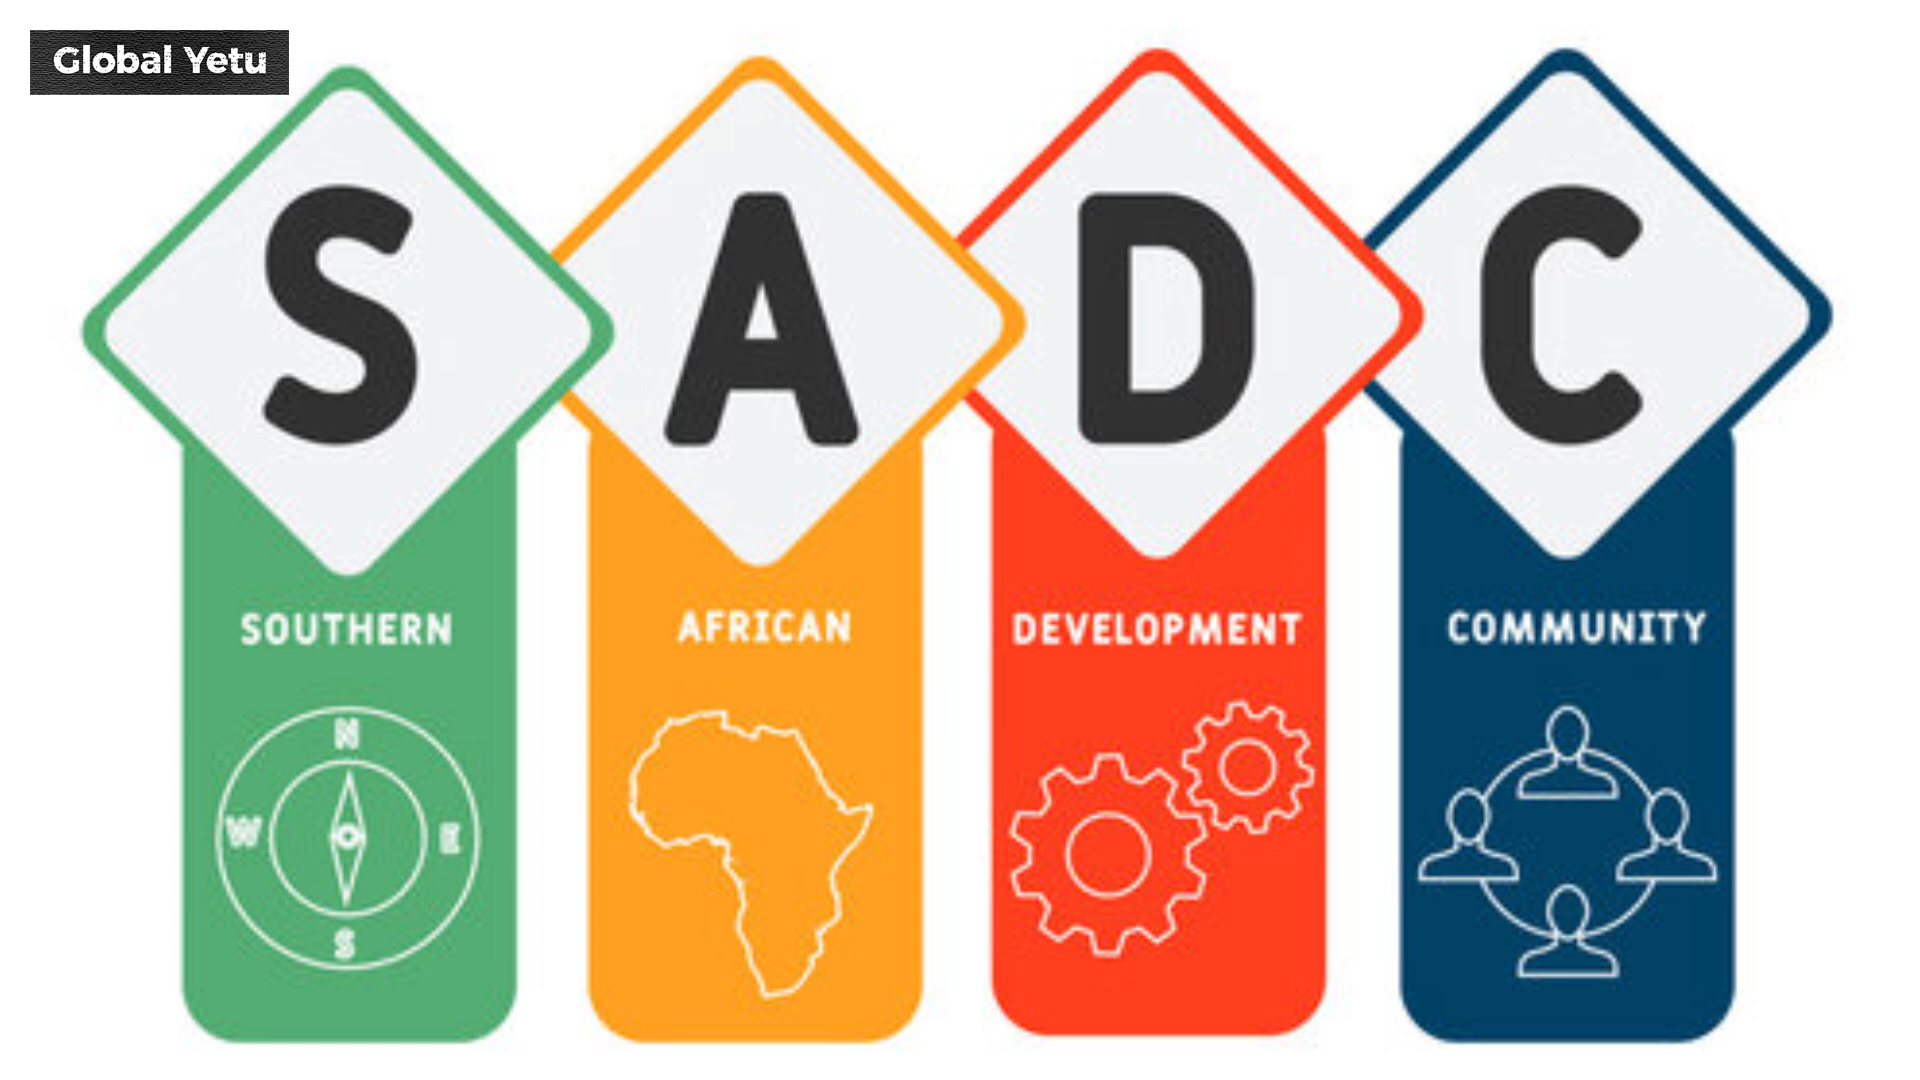 Global Yetu
S A D C
SOUTHERN AFRICAN DEVELOPMENT COMMUNITY
N
W E
S